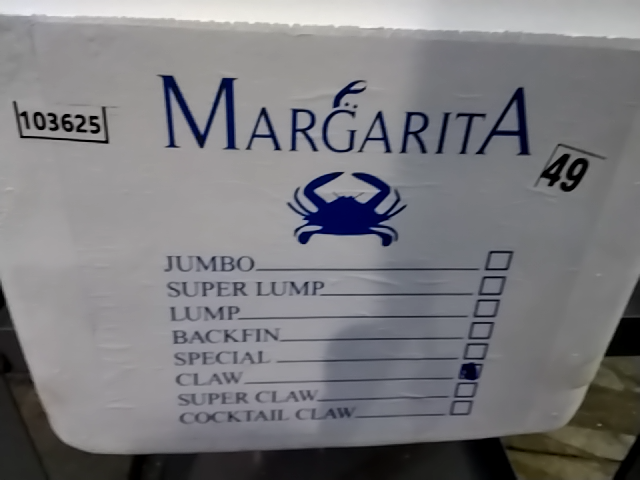 MARGARITA
103625
49
JUMBO
SUPER LUMP
LUMP
BACKFIN
SPECIAL
CLAW
SUPER CLAW
COCKTAIL CLAW